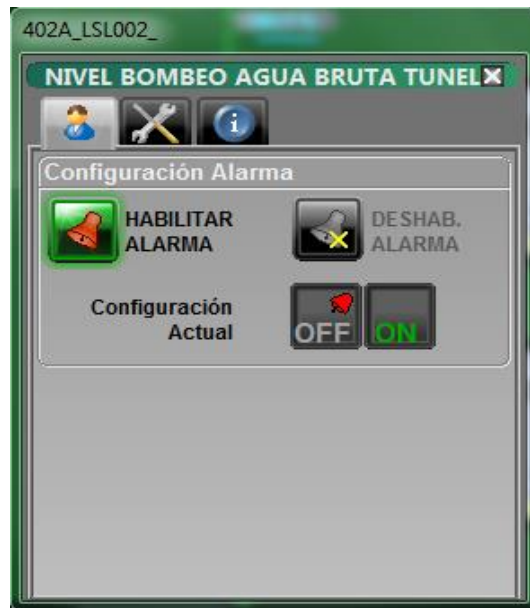 402A_LSL002_
NIVEL BOMBEO AGUA BRUTA TUNEL
Configuración Alarma
HABILITAR
ALARMA
DESHAB.
ALARMA
Configuración
Actual
OFF
ON